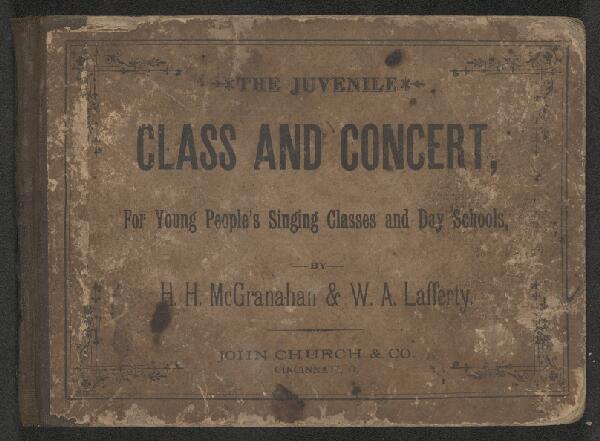 THE JUVENILE
CLASS AND CONCERT,
For Young People's Singing Classes and Day Schools,
BY
H. H. McGranahan & W. A. Lafferty.
JOHN CHURCH & CO.
CINCINNATI, O.